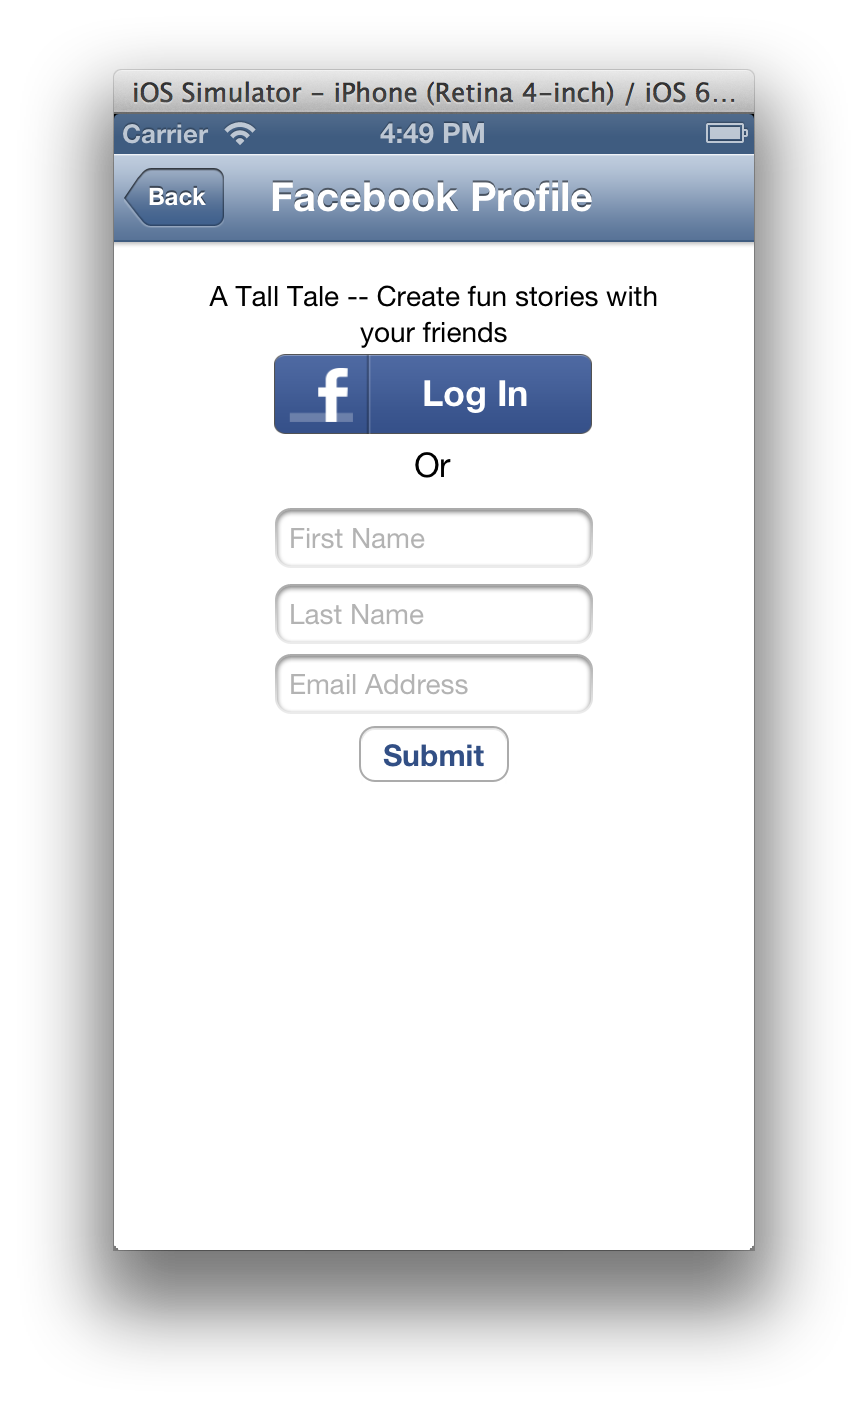 iOS Simulator – iPhone (Retina 4-inch) / iOS 6...
Carrier 4:49 PM
Back Facebook Profile
A Tall Tale -- Create fun stories with
your friends
f Log In
Or
First Name
Last Name
Email Address
Submit